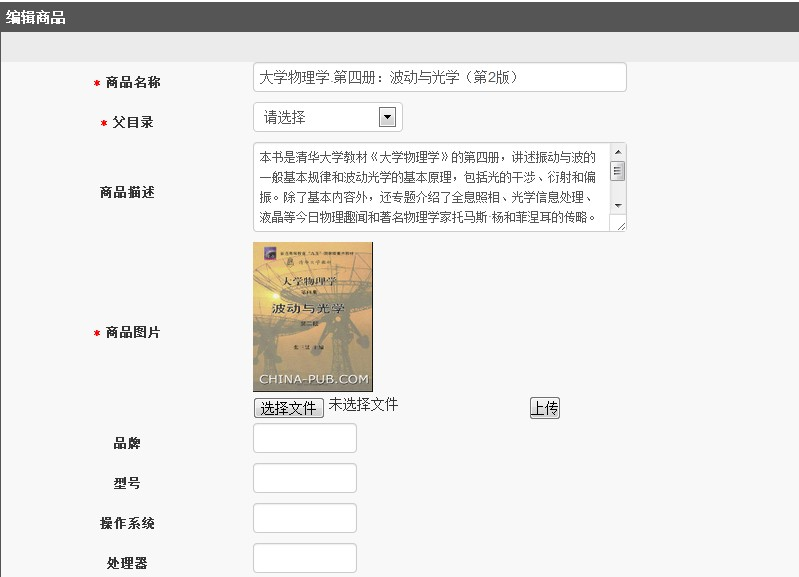 编辑商品
* 商品名称
大学物理学.第四册：波动与光学（第2版）
* 父目录
请选择
商品描述
本书是清华大学教材《大学物理学》的第四册，讲述振动与波的
一般基本规律和波动光学的基本原理，包括光的干涉、衍射和偏
振。除了基本内容外，还专题介绍了全息照相、光学信息处理、
液晶等今日物理趣闻和著名物理学家托马斯·杨和菲涅耳的传略。
* 商品图片
大学物理学
波动与光学
CHINA-PUB.COM
选择文件 未选择文件
上传
品牌
型号
操作系统
处理器